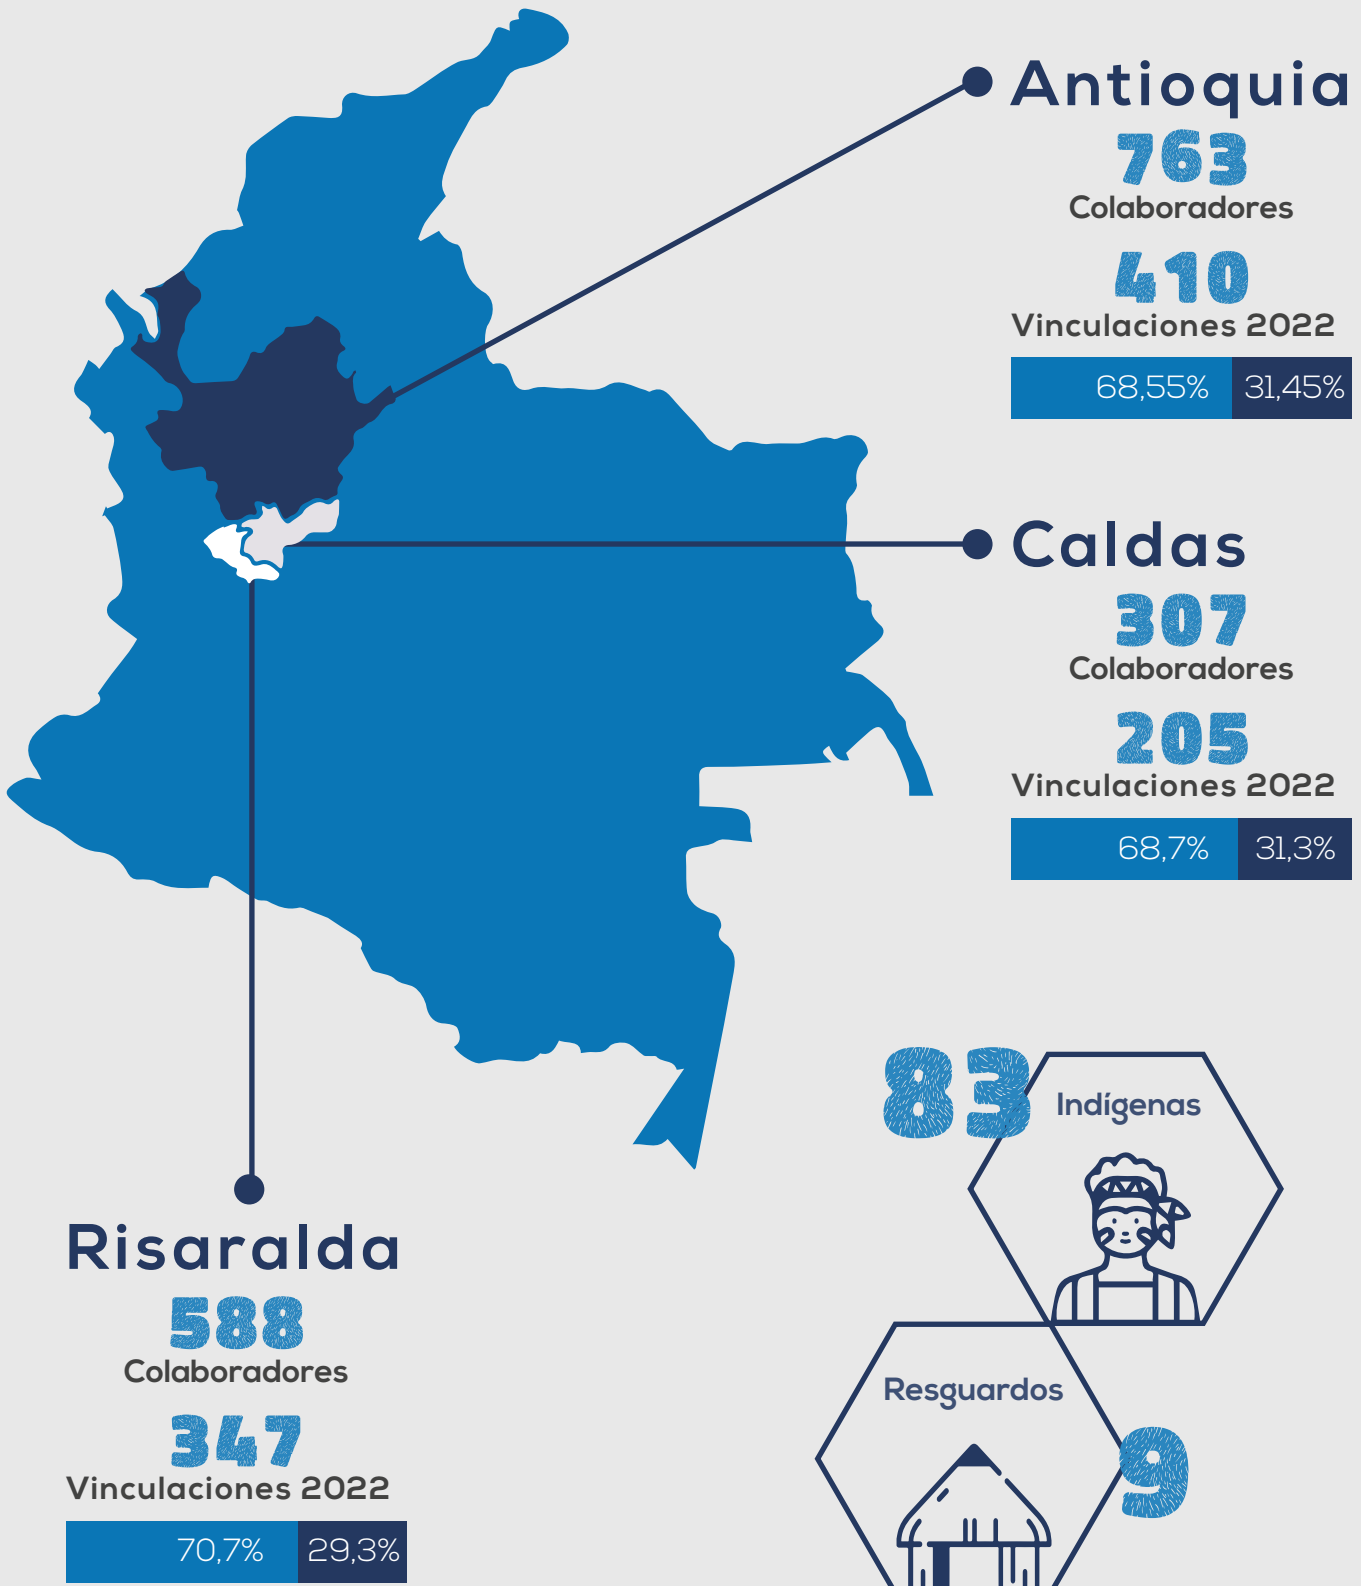 Antioquia
763
Colaboradores
410
Vinculaciones 2022
68,55% 31,45%
Caldas
307
Colaboradores
205
Vinculaciones 2022
68,7% 31,3%
83
Indígenas
Resguardos
9
Risaralda
588
Colaboradores
347
Vinculaciones 2022
70,7% 29,3%